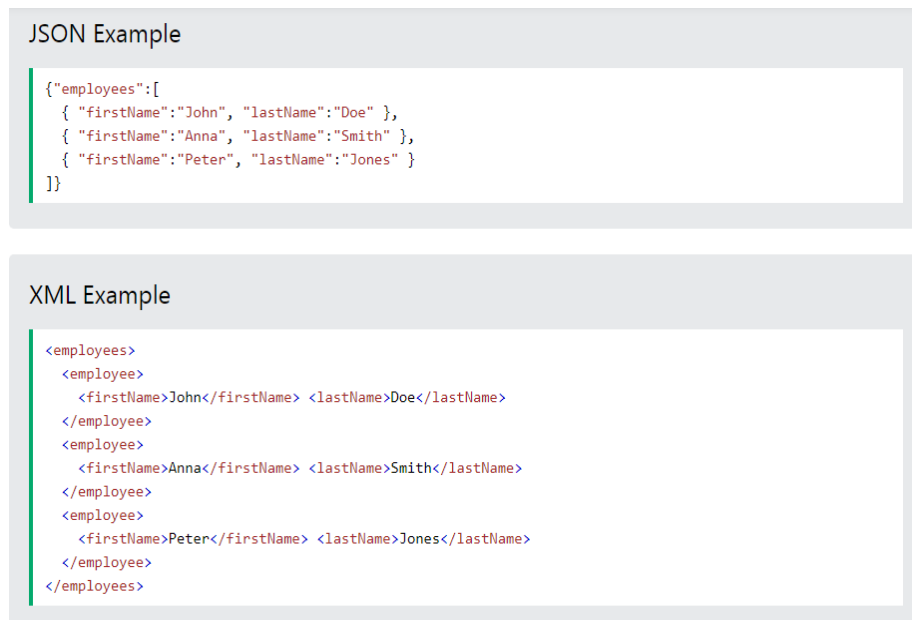 JSON Example
{"employees":[
  { "firstName":"John", "lastName":"Doe" },
  { "firstName":"Anna", "lastName":"Smith" },
  { "firstName":"Peter", "lastName":"Jones" }
]}
XML Example
<employees>
  <employee>
    <firstName>John</firstName> <lastName>Doe</lastName>
  </employee>
  <employee>
    <firstName>Anna</firstName> <lastName>Smith</lastName>
  </employee>
  <employee>
    <firstName>Peter</firstName> <lastName>Jones</lastName>
  </employee>
</employees>